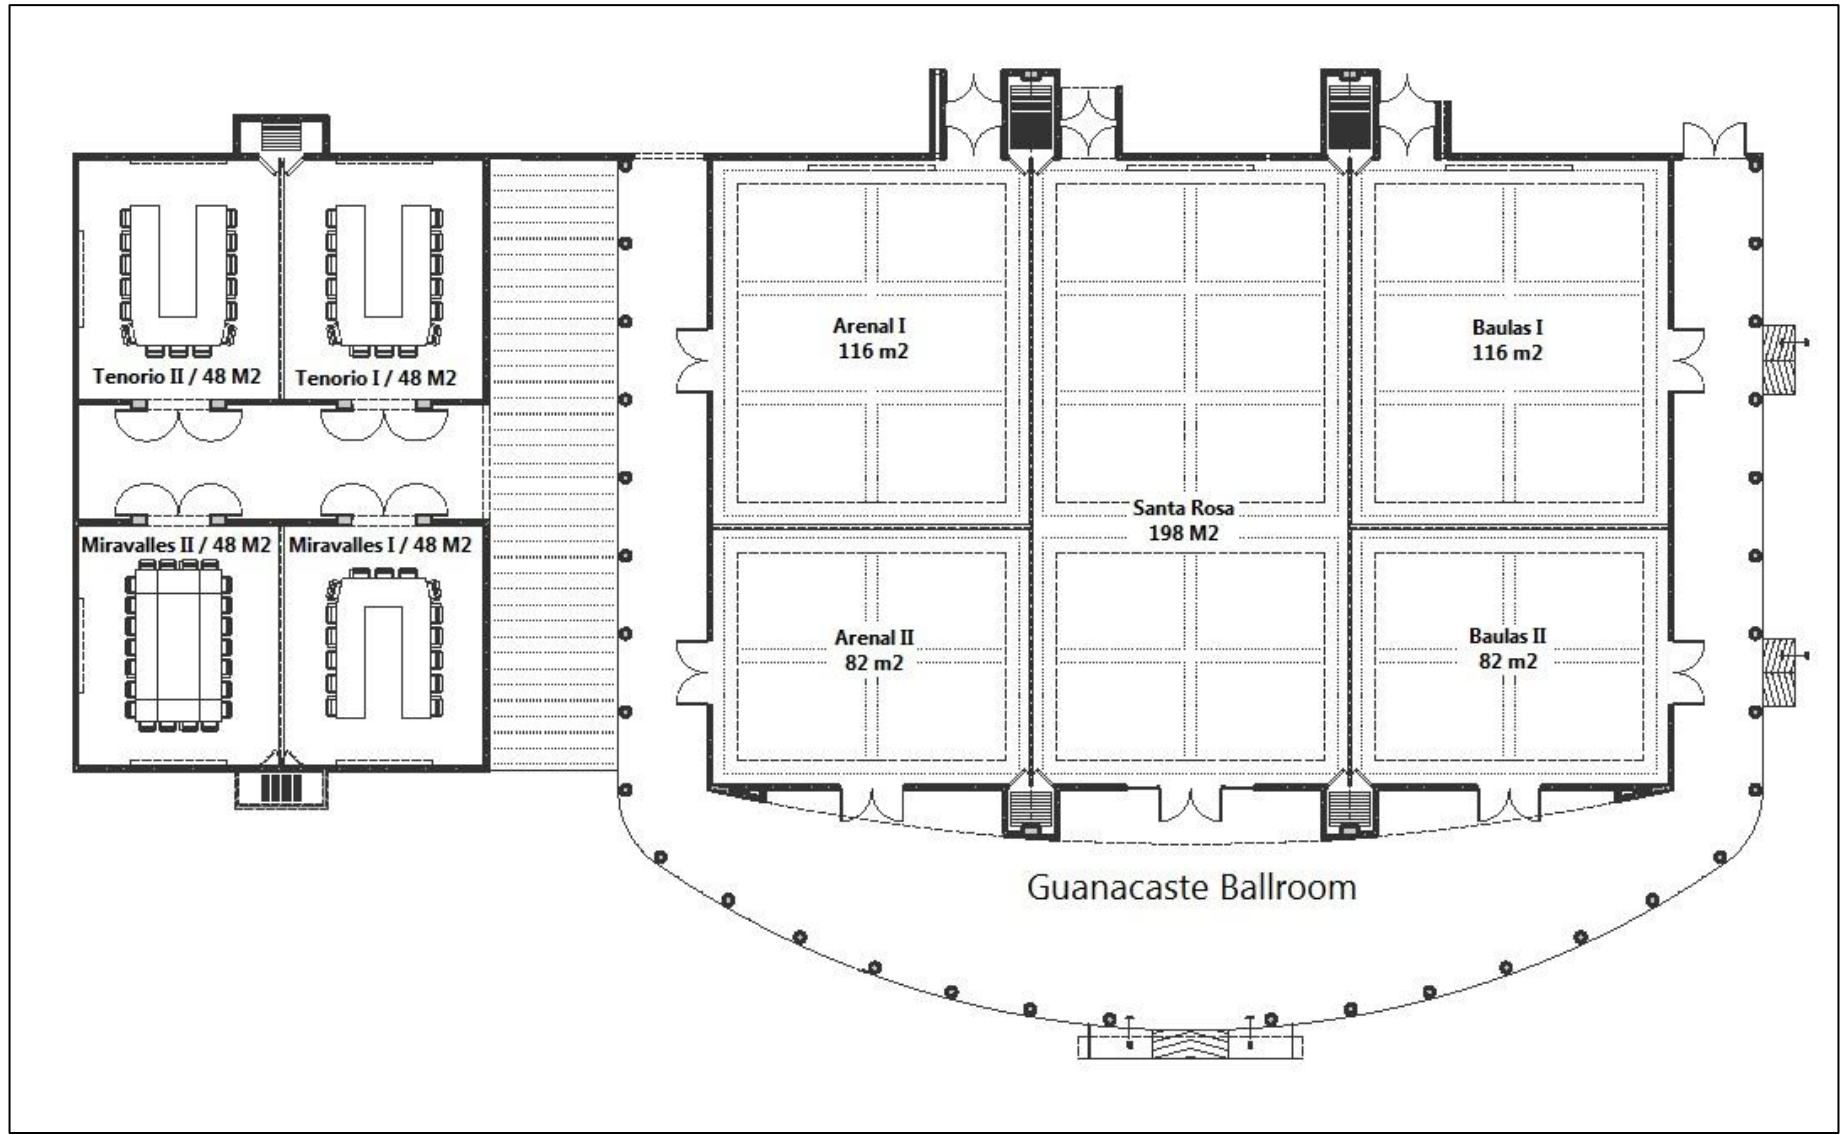 Arenal I
116 m2
Baulas I
116 m2
Tenorio II / 48 M2
Tenorio I / 48 M2
Santa Rosa
198 M2
Miravalles II / 48 M2
Miravalles I / 48 M2
Arenal II
82 m2
Baulas II
82 m2
Guanacaste Ballroom